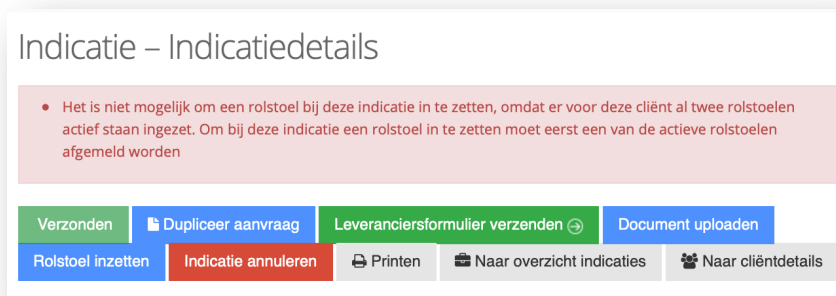 Indicatie – Indicatiedetails
Het is niet mogelijk om een rolstoel bij deze indicatie in te zetten, omdat er voor deze cliënt al twee rolstoelen
actief staan ingezet. Om bij deze indicatie een rolstoel in te zetten moet eerst een van de actieve rolstoelen
afgemeld worden
Verzonden Dupliceer aanvraag Leveranciersformulier verzenden Document uploaden
Rolstoel inzetten Indicatie annuleren Printen Naar overzicht indicaties Naar cliëntdetails